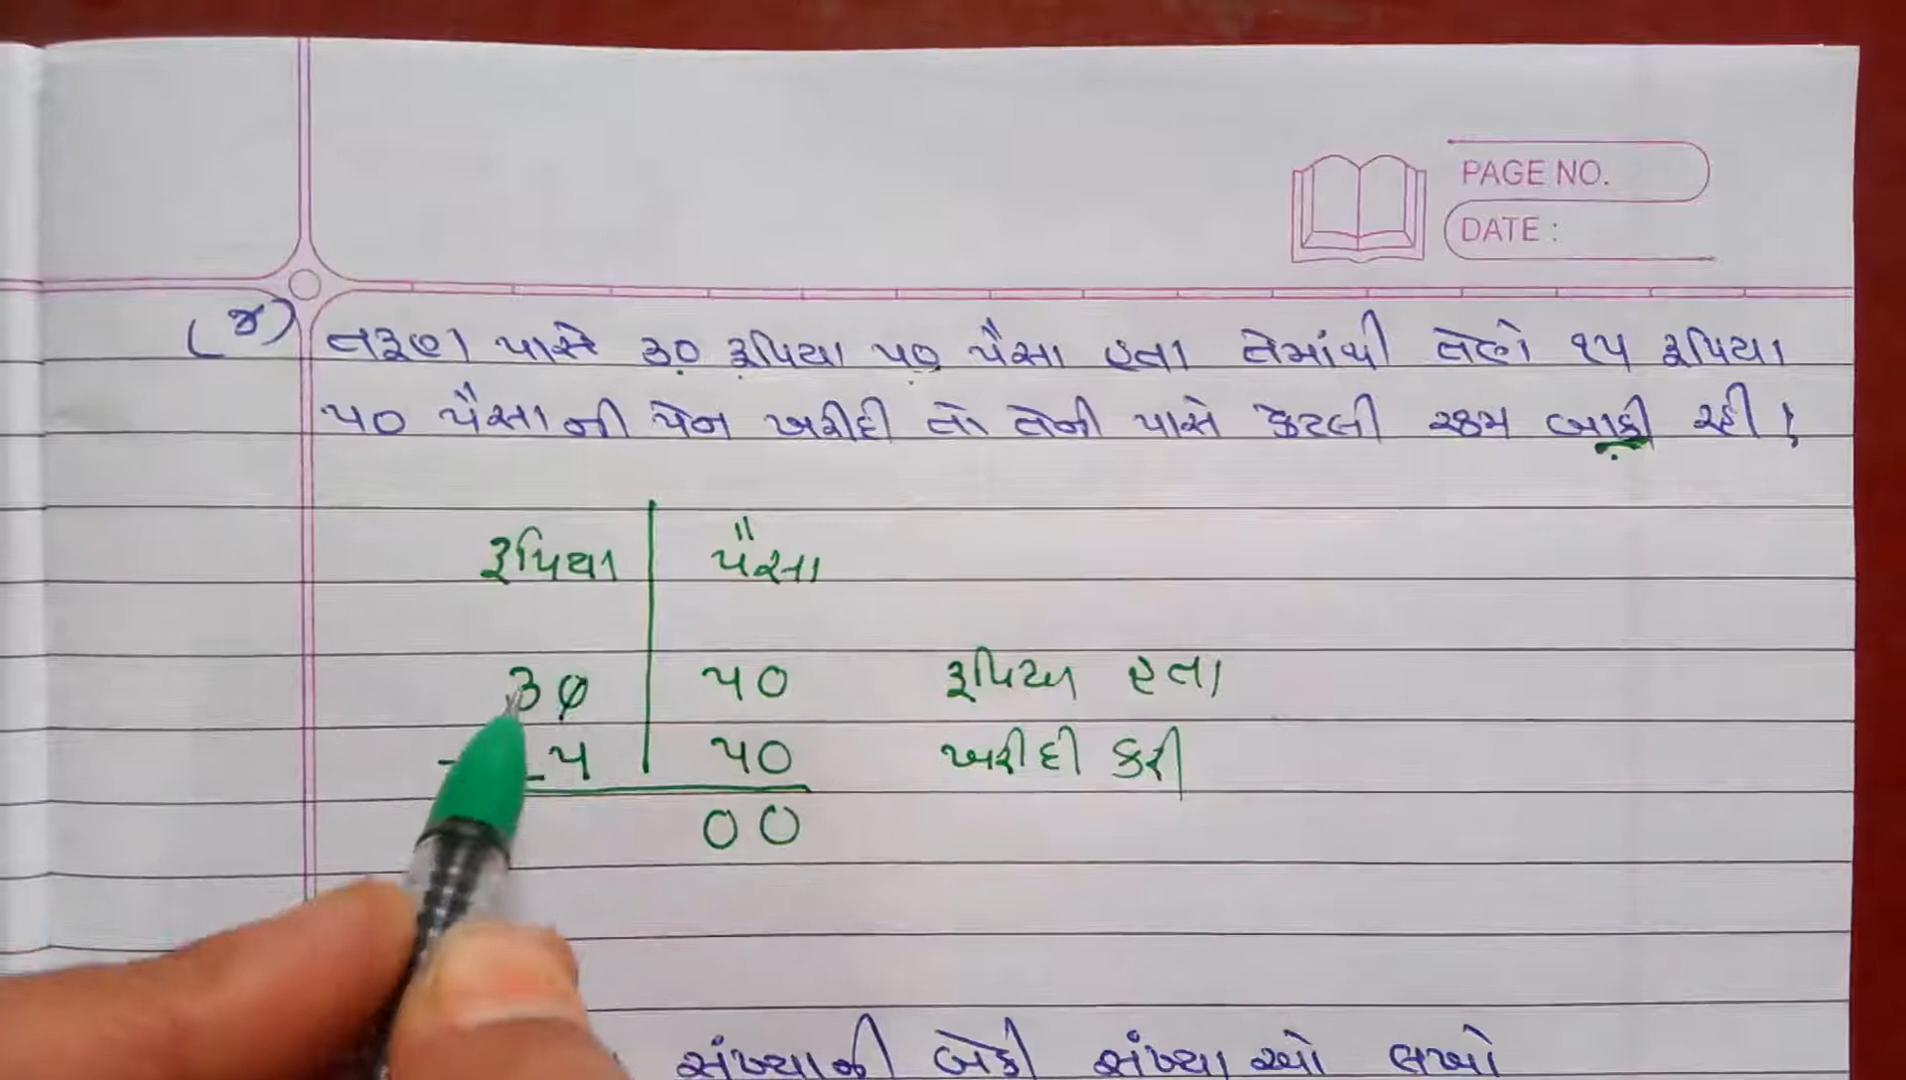 PAGE NO.
DATE :
(૪) તરૂણ પાસે ૩૦ રૂપિયા ૫૦ પૈસા હતા તેમાંથી તેણે ૧૫ રૂપિયા
૫૦ પૈસાની પેન ખરીદી તો તેની પાસે કેટલી રકમ બાકી રહી !
રૂપિયા પૈસા
૩૦ ૫૦ રૂપિયા હતા
- ૫ ૫૦ ખરીદી કરી
૦૦
સંખ્યાની બેકી સંખ્યાઓ લખો